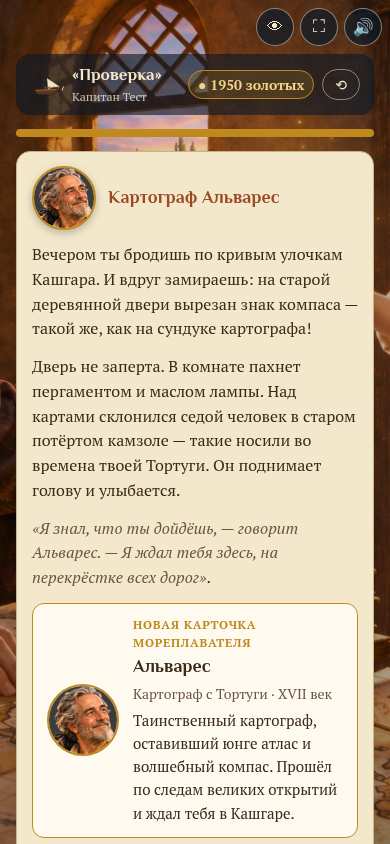 «Проверка»
Капитан Тест
1950 золотых
Картограф Альварес
Вечером ты бродишь по кривым улочкам
Кашгара. И вдруг замираешь: на старой
деревянной двери вырезан знак компаса —
такой же, как на сундуке картографа!
Дверь не заперта. В комнате пахнет
пергаментом и маслом лампы. Над
картами склонился седой человек в старом
потёртом камзоле — такие носили во
времена твоей Тортуги. Он поднимает
голову и улыбается.
«Я знал, что ты дойдёшь, — говорит
Альварес. — Я ждал тебя здесь, на
перекрёстке всех дорог».
НОВАЯ КАРТОЧКА
МОРЕПЛАВАТЕЛЯ
Альварес
Картограф с Тортуги · XVII век
Таинственный картограф,
оставивший юнге атлас и
волшебный компас. Прошёл
по следам великих открытий
и ждал тебя в Кашгаре.